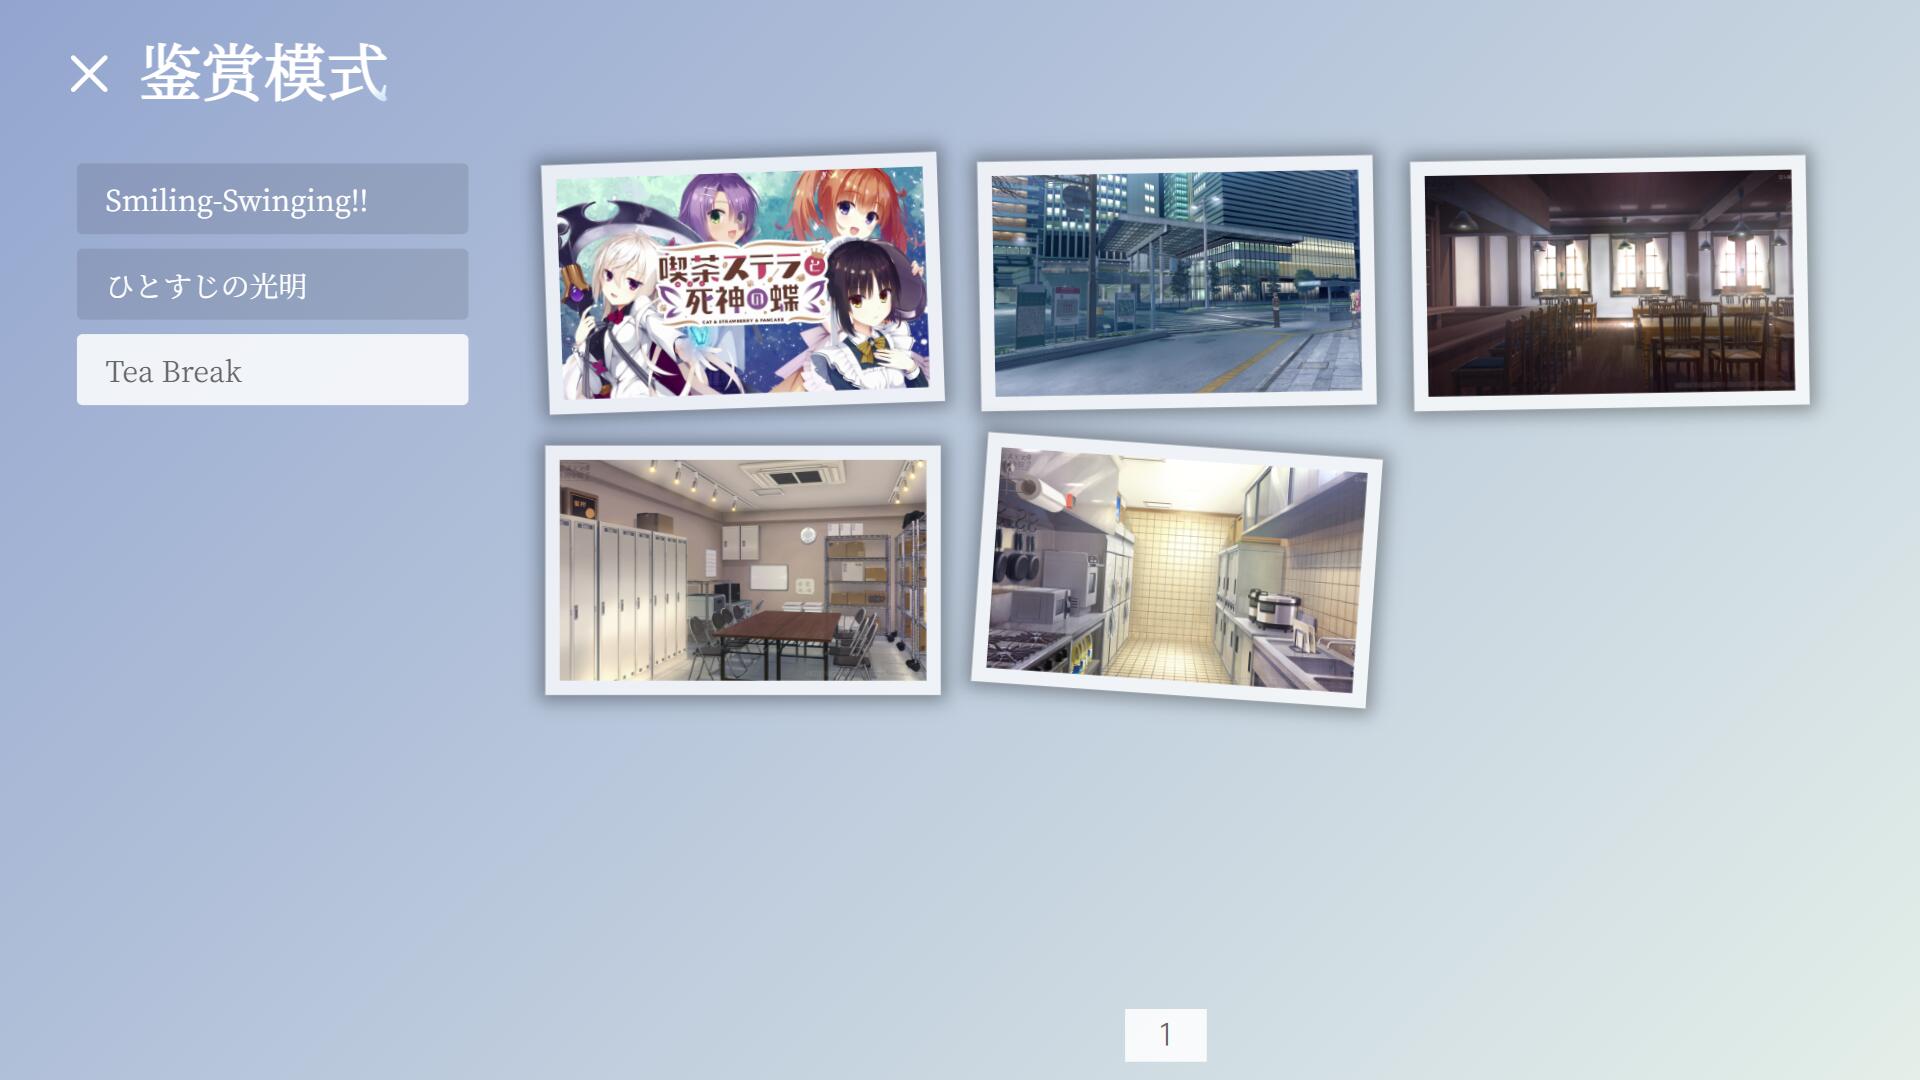 鉴赏模式
Smiling-Swinging!!
ひとすじの光明
Tea Break
喫茶ステラと
死神の蝶
CAT & STRAWBERRY & PANCAKE
1